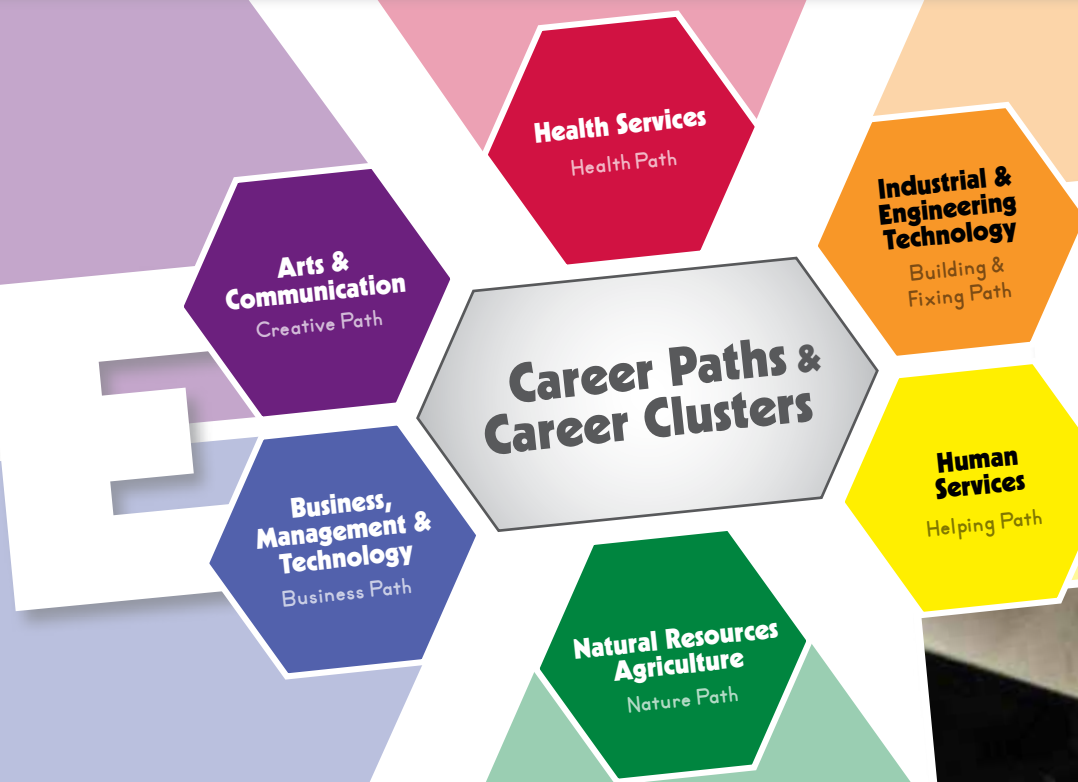 Health Services
Health Path
Industrial &
Engineering
Technology
Building &
Fixing Path
Arts &
Communication
Creative Path
Career Paths &
Career Clusters
Human
Services
Helping Path
Business,
Management &
Technology
Business Path
Natural Resources
Agriculture
Nature Path
E